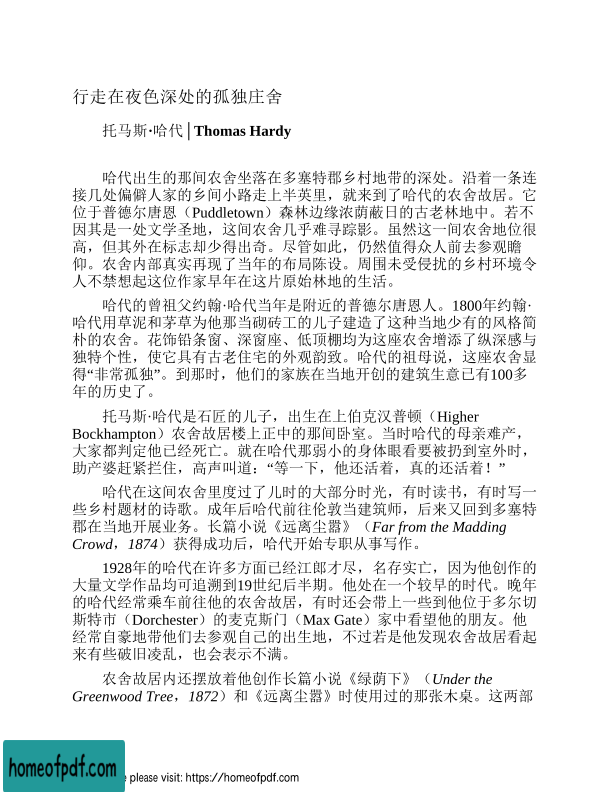 行走在夜色深处的孤独庄舍
托马斯·哈代│Thomas Hardy
哈代出生的那间农舍坐落在多塞特郡乡村地带的深处。沿着一条连
接几处偏僻人家的乡间小路走上半英里，就来到了哈代的农舍故居。它
位于普德尔唐恩（Puddletown）森林边缘浓荫蔽日的古老林地中。若不
因其是一处文学圣地，这间农舍几乎难寻踪影。虽然这一间农舍地位很
高，但其外在标志却少得出奇。尽管如此，仍然值得众人前去参观瞻
仰。农舍内部真实再现了当年的布局陈设。周围未受侵扰的乡村环境令
人不禁想起这位作家早年在这片原始林地的生活。
哈代的曾祖父约翰·哈代当年是附近的普德尔唐恩人。1800年约翰·
哈代用草泥和茅草为他那当砌砖工的儿子建造了这种当地少有的风格简
朴的农舍。花饰铅条窗、深窗座、低顶棚均为这座农舍增添了纵深感与
独特个性，使它具有古老住宅的外观韵致。哈代的祖母说，这座农舍显
得“非常孤独”。到那时，他们的家族在当地开创的建筑生意已有100多
年的历史了。
托马斯·哈代是石匠的儿子，出生在上伯克汉普顿（Higher
Bockhampton）农舍故居楼上正中的那间卧室。当时哈代的母亲难产，
大家都判定他已经死亡。就在哈代那弱小的身体眼看要被扔到室外时，
助产婆赶紧拦住，高声叫道：“等一下，他还活着，真的还活着！”
哈代在这间农舍里度过了儿时的大部分时光，有时读书，有时写一
些乡村题材的诗歌。成年后哈代前往伦敦当建筑师，后来又回到多塞特
郡在当地开展业务。长篇小说《远离尘嚣》（Far from the Madding
Crowd，1874）获得成功后，哈代开始专职从事写作。
1928年的哈代在许多方面已经江郎才尽，名存实亡，因为他创作的
大量文学作品均可追溯到19世纪后半期。他处在一个较早的时代。晚年
的哈代经常乘车前往他的农舍故居，有时还会带上一些到他位于多尔切
斯特市（Dorchester）的麦克斯门（Max Gate）家中看望他的朋友。他
经常自豪地带他们去参观自己的出生地，不过若是他发现农舍故居看起
来有些破旧凌乱，也会表示不满。
农舍故居内还摆放着他创作长篇小说《绿荫下》（Under the
Greenwood Tree，1872）和《远离尘嚣》时使用过的那张木桌。这两部
homeofpdf.com
please visit: https://homeofpdf.com